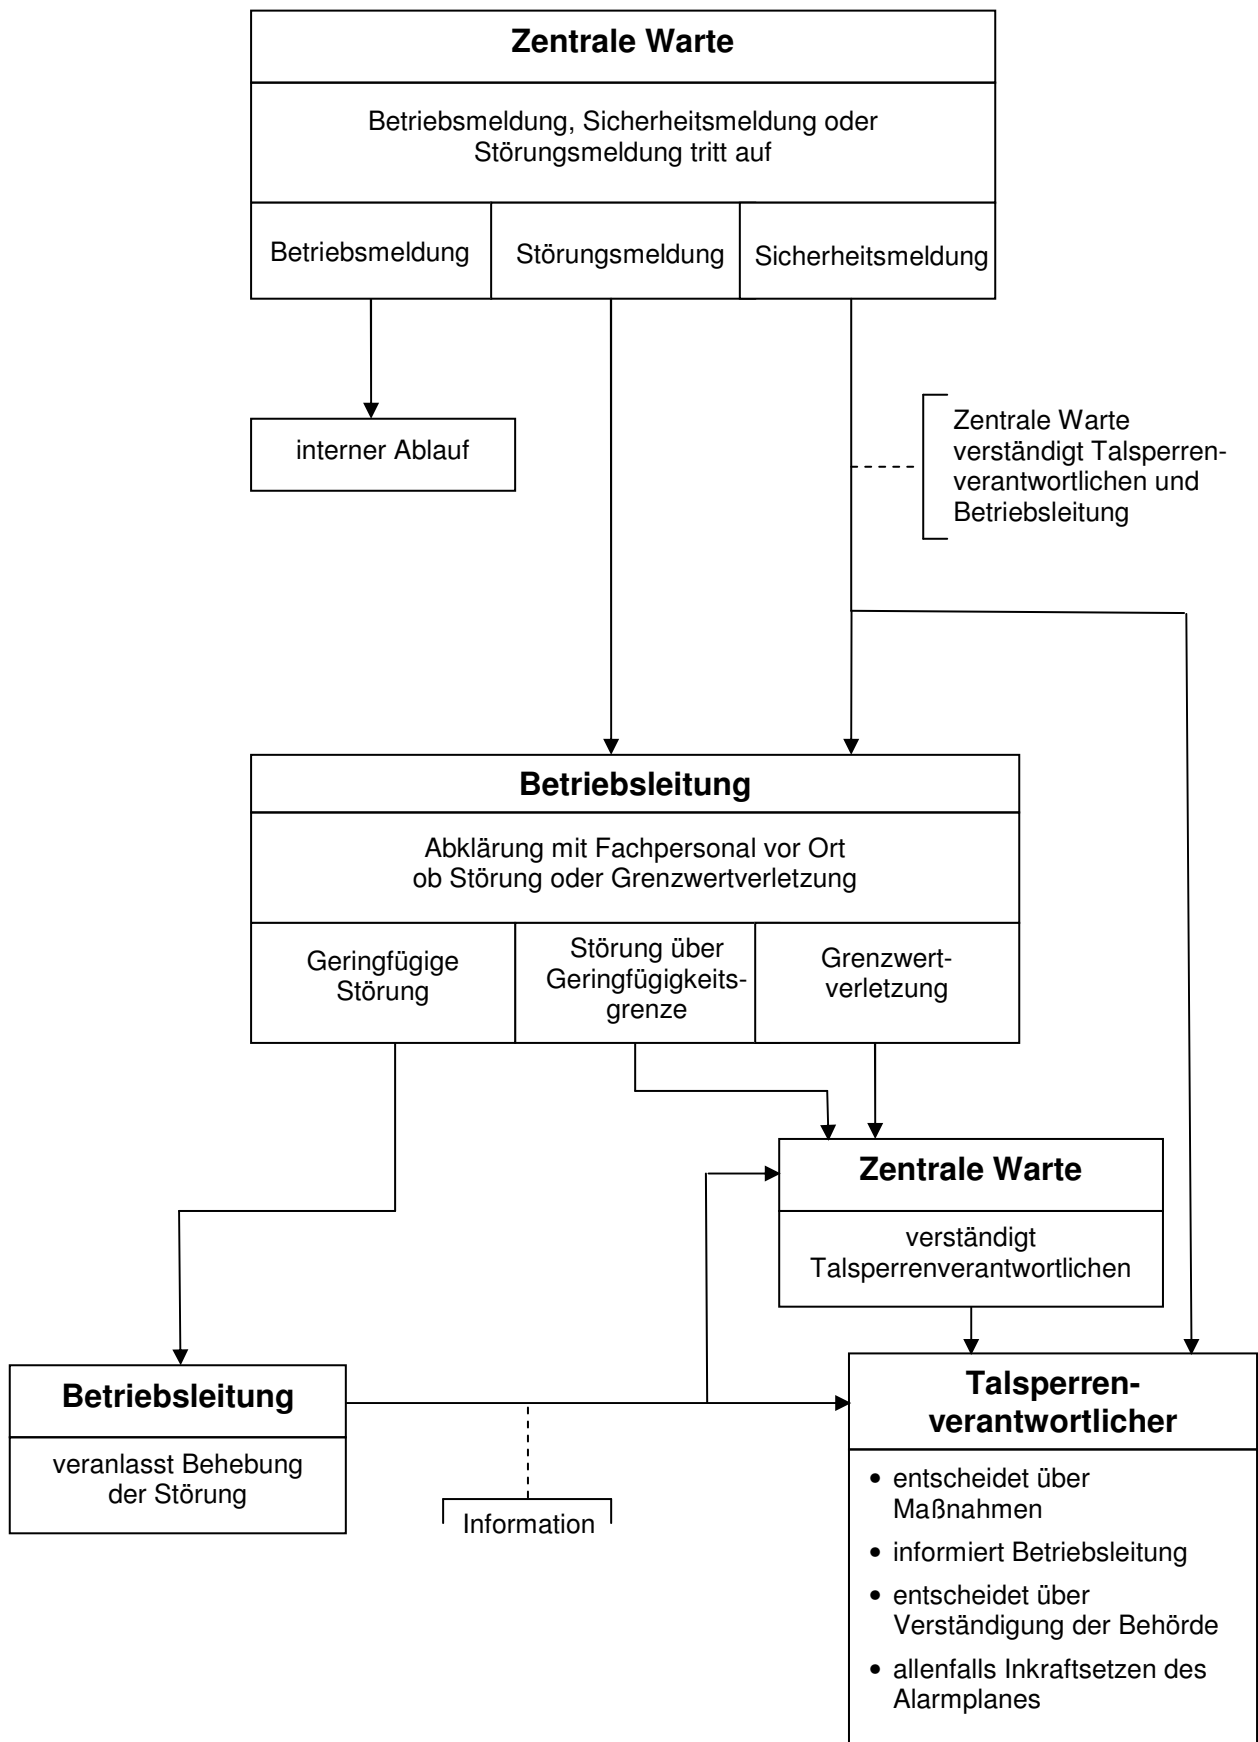 Zentrale Warte
Betriebsmeldung, Sicherheitsmeldung oder
Störungsmeldung tritt auf
Betriebsmeldung
Störungsmeldung
Sicherheitsmeldung
interner Ablauf
Zentrale Warte
verständigt Talsperren-
verantwortlichen und
Betriebsleitung
Betriebsleitung
Abklärung mit Fachpersonal vor Ort
ob Störung oder Grenzwertverletzung
Geringfügige
Störung
Störung über
Geringfügigkeits-
grenze
Grenzwert-
verletzung
Zentrale Warte
verständigt
Talsperrenverantwortlichen
Betriebsleitung
veranlasst Behebung
der Störung
Information
Talsperren-
verantwortlicher
• entscheidet über
Maßnahmen
• informiert Betriebsleitung
• entscheidet über
Verständigung der Behörde
• allenfalls Inkraftsetzen des
Alarmplanes